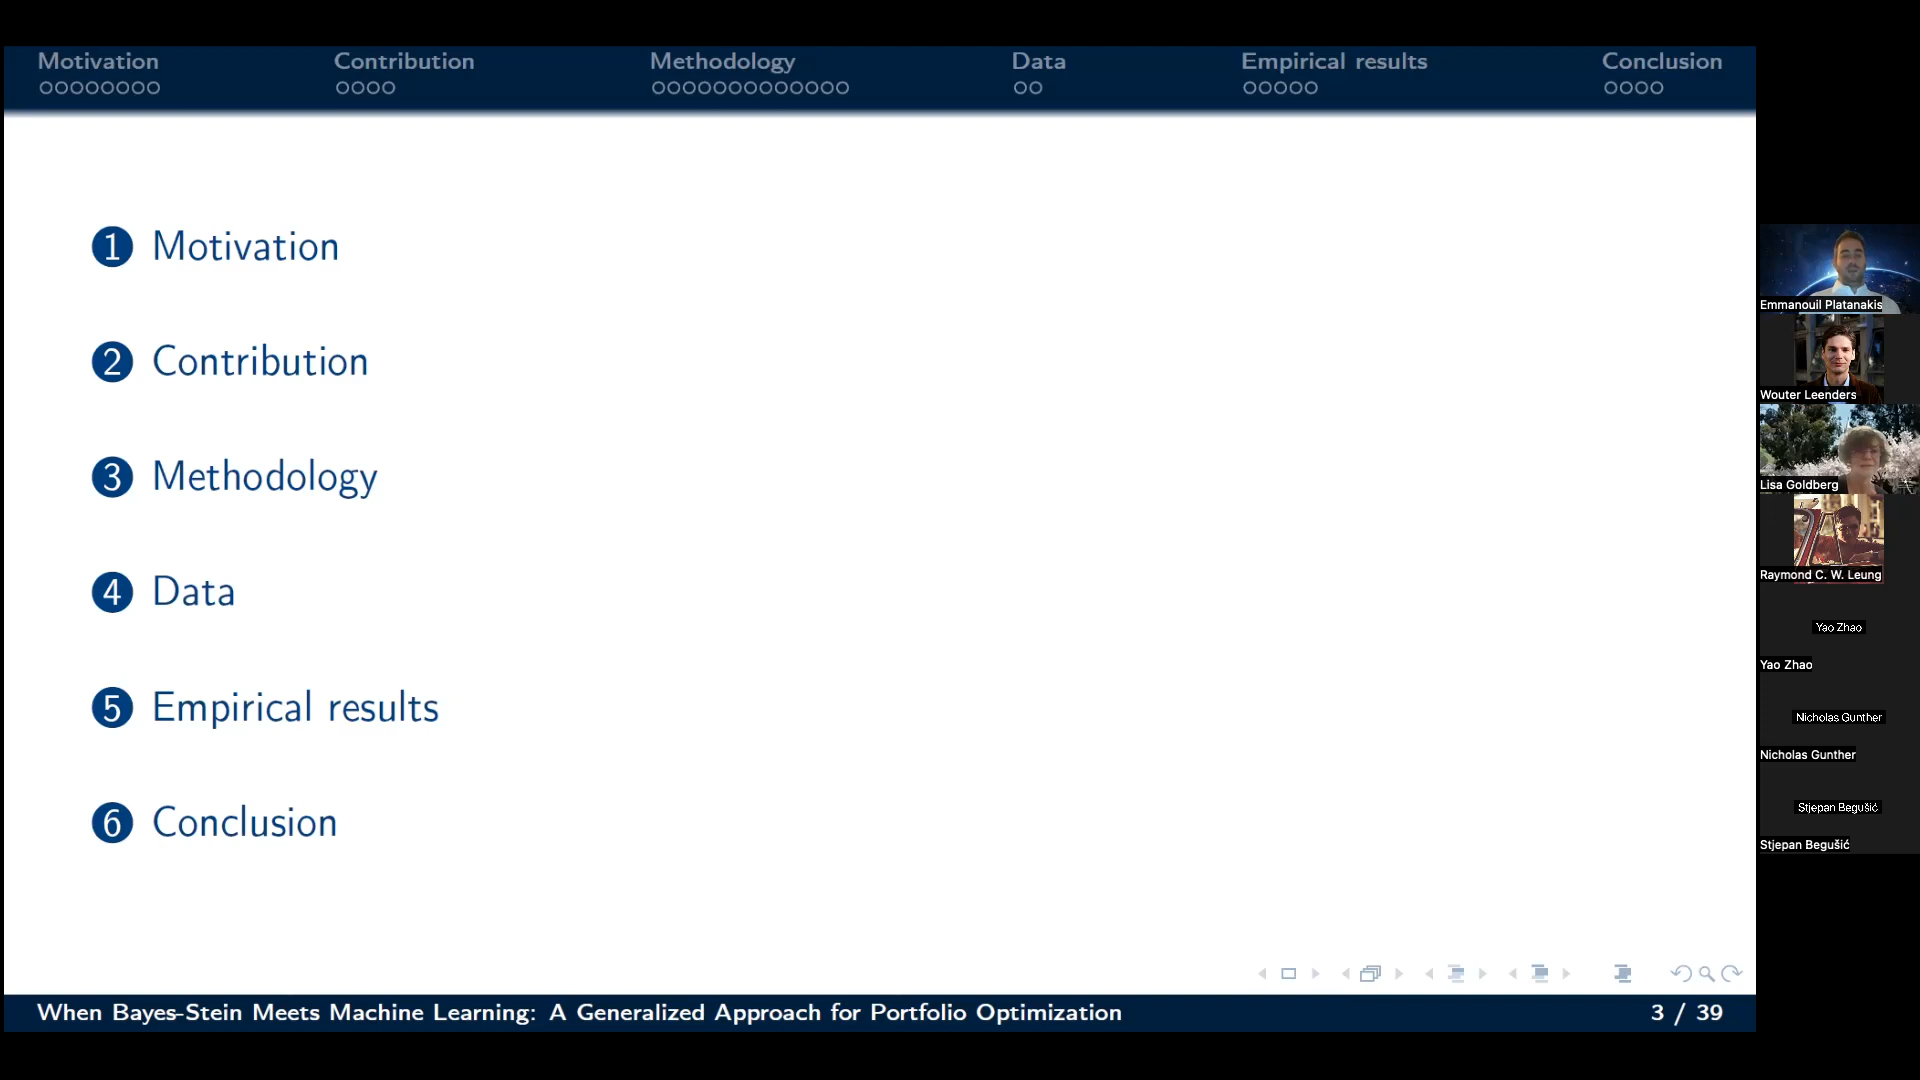 Motivation
Contribution
Methodology
Data
Empirical results
Conclusion
1 Motivation
2 Contribution
3 Methodology
4 Data
5 Empirical results
6 Conclusion
When Bayes-Stein Meets Machine Learning: A Generalized Approach for Portfolio Optimization
3 / 39
Emmanouil Platanakis
Wouter Leenders
Lisa Goldberg
Raymond C. W. Leung
Yao Zhao
Yao Zhao
Nicholas Gunther
Nicholas Gunther
Stjepan Begušić
Stjepan Begušić